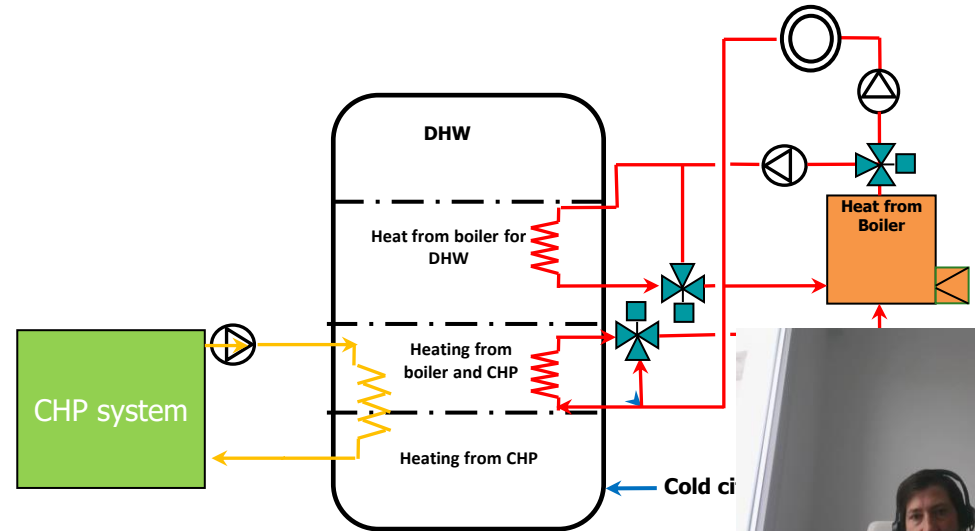 DHW
Heat from boiler for
DHW
Heat from
Boiler
Heating from
boiler and CHP
CHP system
Heating from CHP
Cold